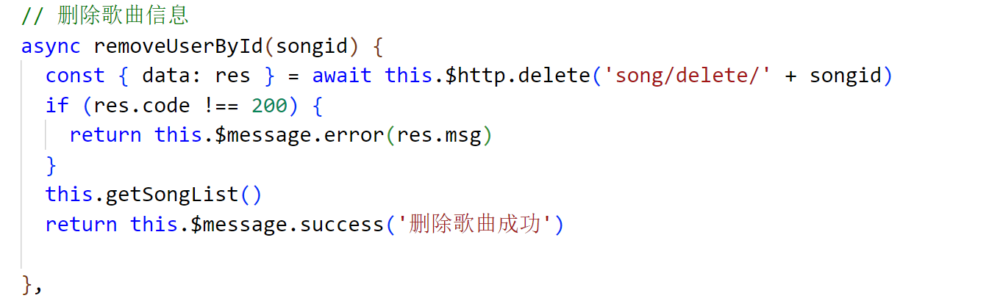 // 删除歌曲信息
async removeUserById(songid) {
const { data: res } = await this.$http.delete('song/delete/' + songid)
if (res.code !== 200) {
return this.$message.error(res.msg)
}
this.getSongList()
return this.$message.success('删除歌曲成功')
},